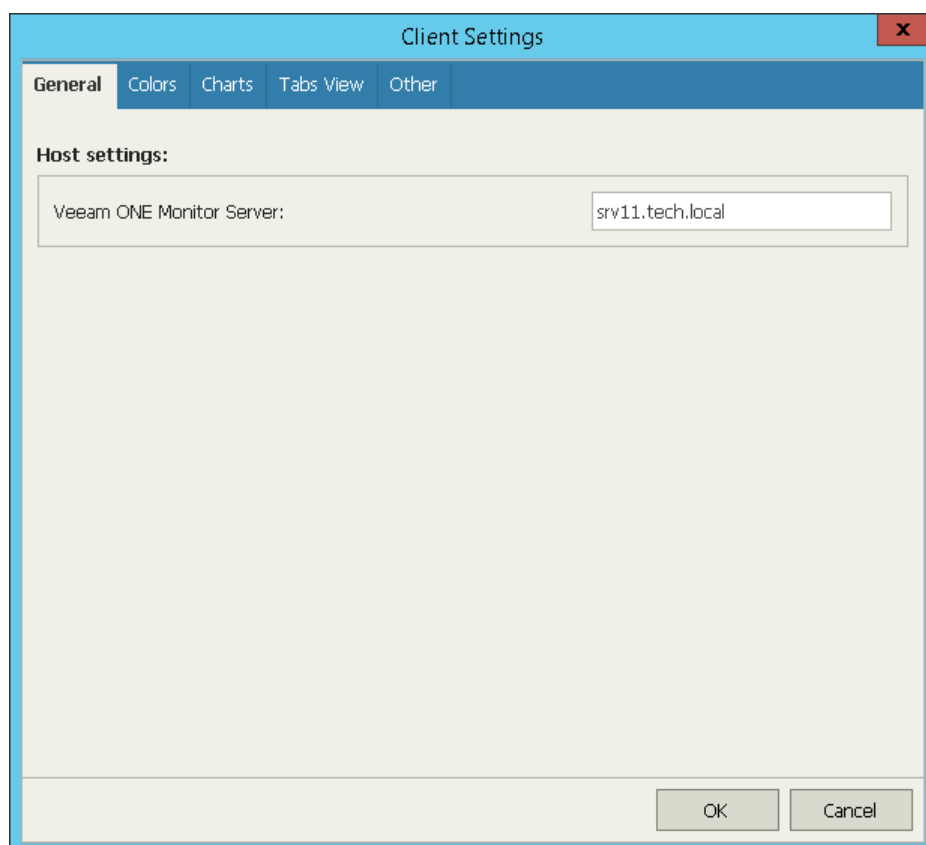 Client Settings
x
General Colors Charts Tabs View Other
Host settings:
Veeam ONE Monitor Server: srv11.tech.local
OK Cancel